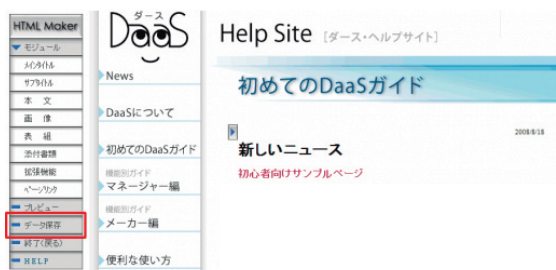 HTML Maker
モジュール
メインタイトル
サブタイトル
本 文
画 像
表 組
添付書類
拡張機能
ページリンク
プレビュー
データ保存
終了(戻る)
HELP
ダース
DaaS
News
DaaSについて
初めてのDaaSガイド
機能別ガイド
マネージャー編
機能別ガイド
メーカー編
便利な使い方
Help Site [ダース・ヘルプサイト]
初めてのDaaSガイド
2008/8/18
新しいニュース
初心者向けサンプルページ